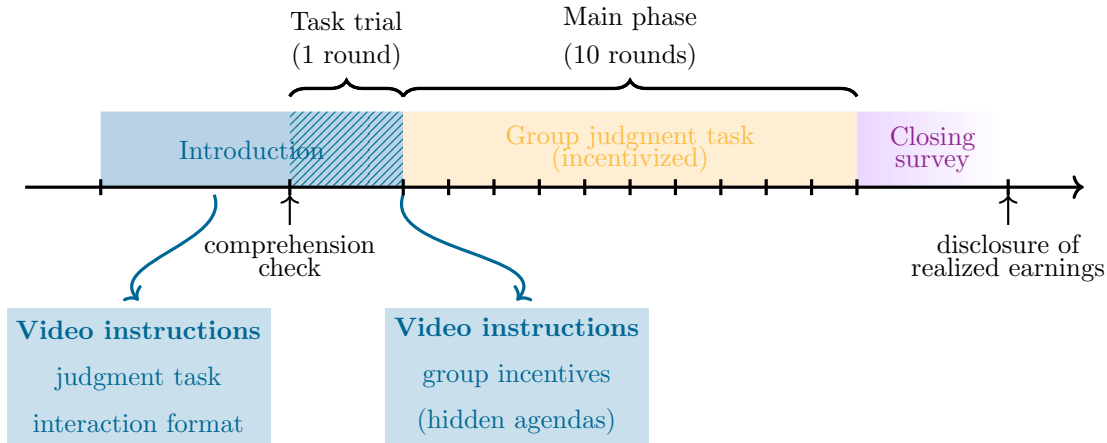 Task trial
(1 round)
Main phase
(10 rounds)
Introduction
Group judgment task
(incentivized)
Closing
survey
comprehension
check
disclosure of
realized earnings
Video instructions
judgment task
interaction format
Video instructions
group incentives
(hidden agendas)